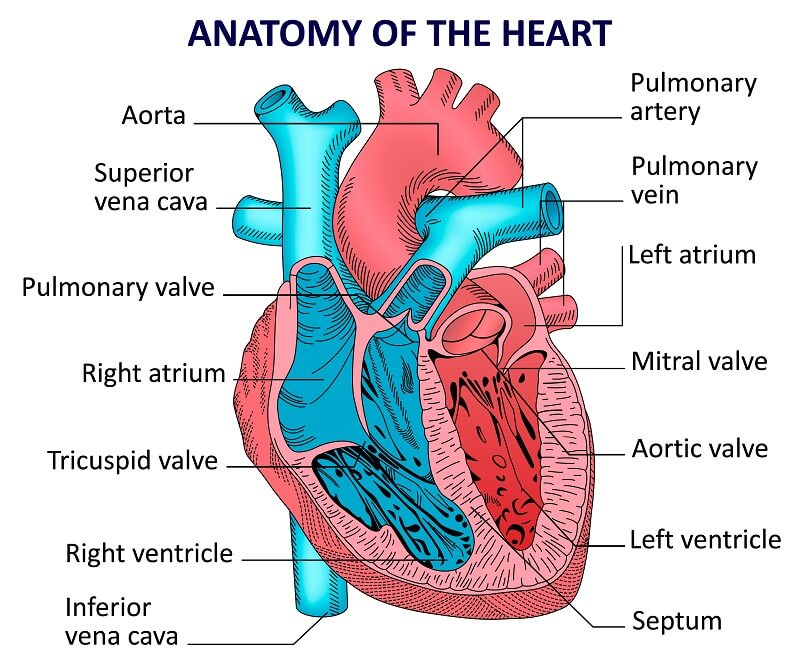 ANATOMY OF THE HEART
Aorta
Superior
vena cava
Pulmonary valve
Right atrium
Tricuspid valve
Right ventricle
Inferior
vena cava
Pulmonary
artery
Pulmonary
vein
Left atrium
Mitral valve
Aortic valve
Left ventricle
Septum